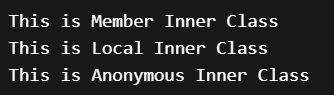 This is Member Inner Class
This is Local Inner Class
This is Anonymous Inner Class